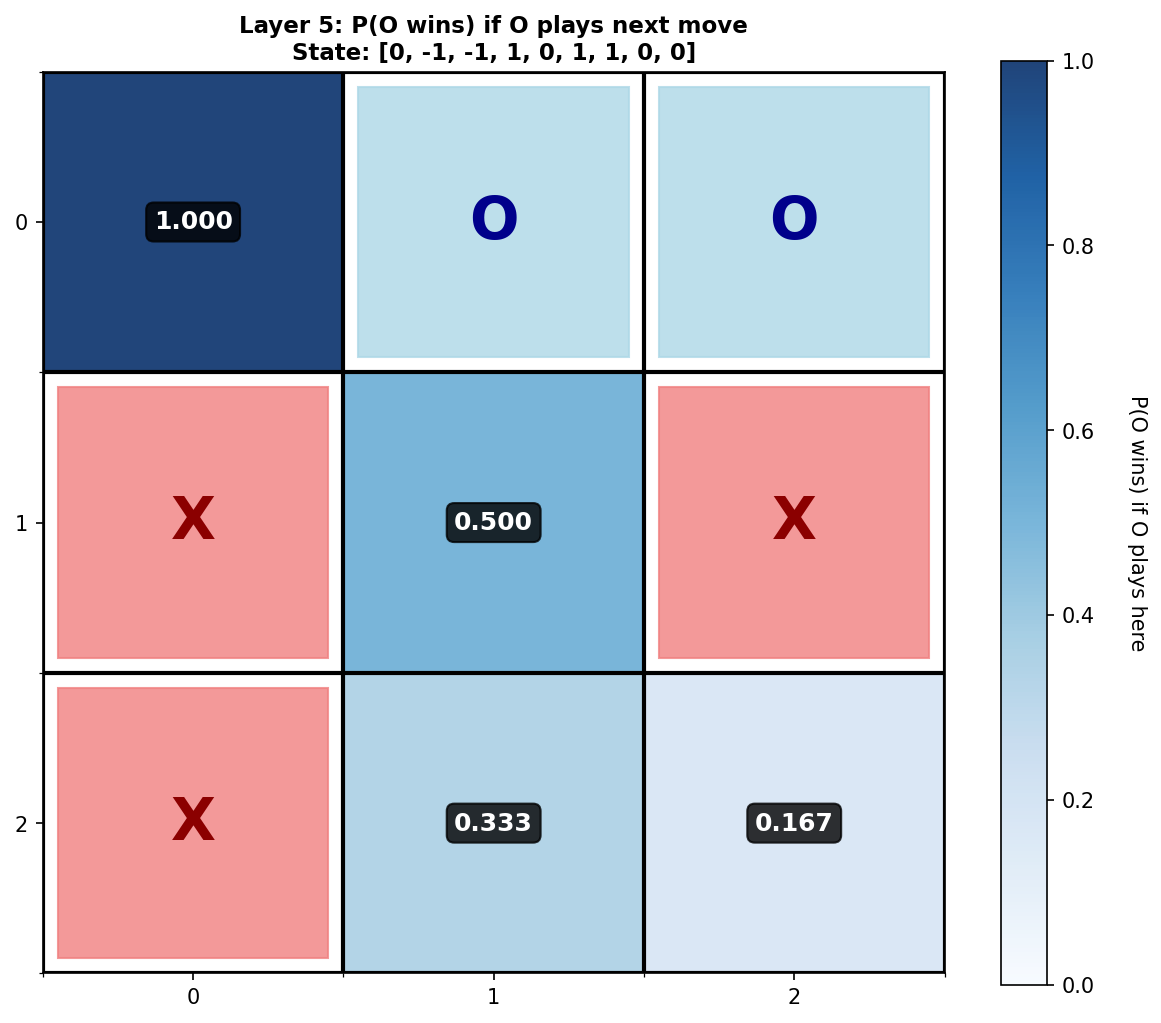 Layer 5: P(O wins) if O plays next move
State: [0, -1, -1, 1, 0, 1, 1, 0, 0]
1.0
0.8
0.6
0.4
0.2
0.0
P(O wins) if O plays here
0
1.000
O
O
1
X
0.500
X
2
X
0.333
0.167
0
1
2